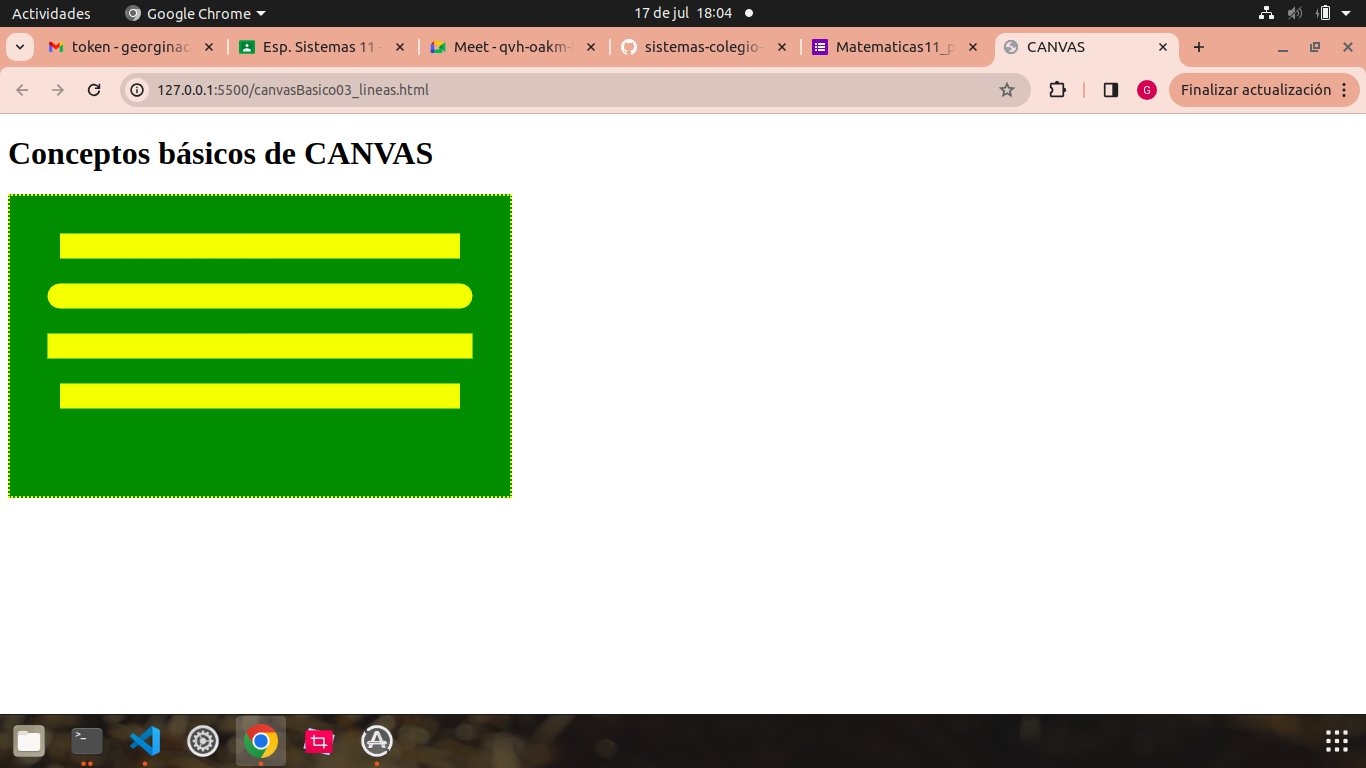 Actividades Google Chrome 17 de jul 18:04
token - georgina Esp. Sistemas 11 - Meet - qvh-oakm- sistemas-colegio- Matematicas11_p CANVAS
127.0.0.1:5500/canvasBasico03_lineas.html G Finalizar actualización
Conceptos básicos de CANVAS